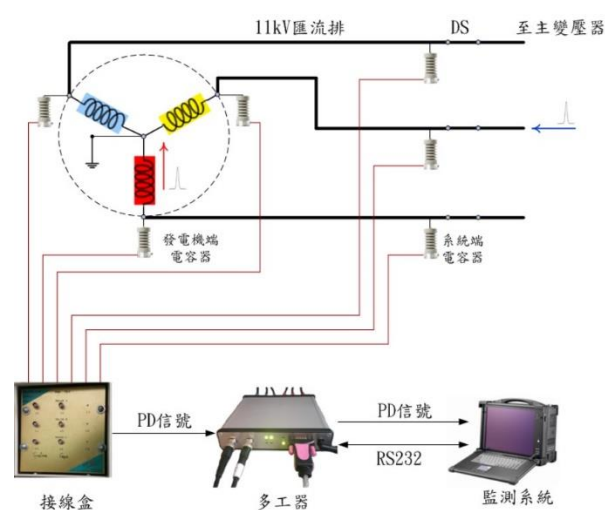 11kV匯流排
DS
至主變壓器
發電機端
電容器
系統端
電容器
PD信號
PD信號
RS232
接線盒
多工器
監測系統